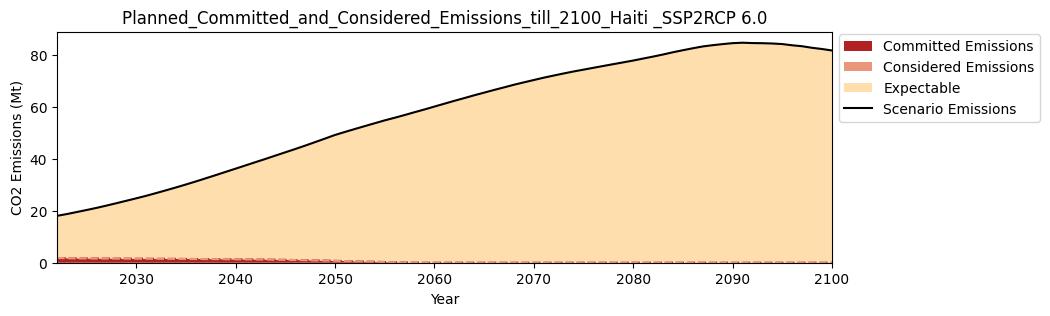 Planned_Committed_and_Considered_Emissions_till_2100_Haiti _SSP2RCP 6.0
Committed Emissions
Considered Emissions
Expectable
Scenario Emissions
CO2 Emissions (Mt)
80
60
40
20
0
2030 2040 2050 2060 2070 2080 2090 2100
Year